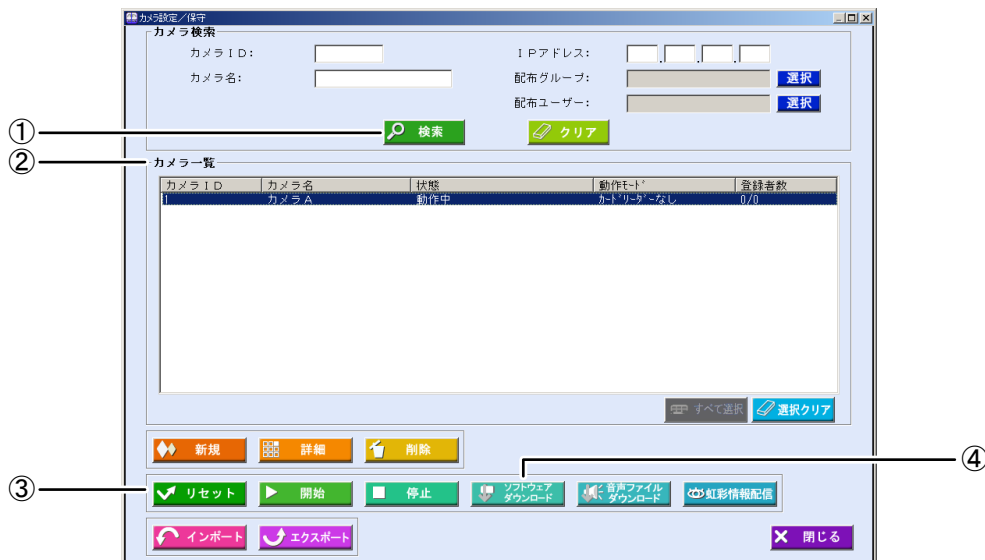 カメラ設定／保守
カメラ検索
カメラID: IPアドレス: . . .
カメラ名: 配布グループ: 選択
配布ユーザー: 選択
① 検索 クリア
② カメラ一覧
カメラID カメラ名 状態 動作ﾓｰﾄﾞ 登録者数
1 カメラA 動作中 ｶｰﾄﾞﾘｰﾀﾞｰなし 0/0
すべて選択 選択クリア
④
新規 詳細 削除
③ リセット 開始 停止 ソフトウェア ダウンロード 音声ファイル ダウンロード 虹彩情報配信
インポート エクスポート 閉じる